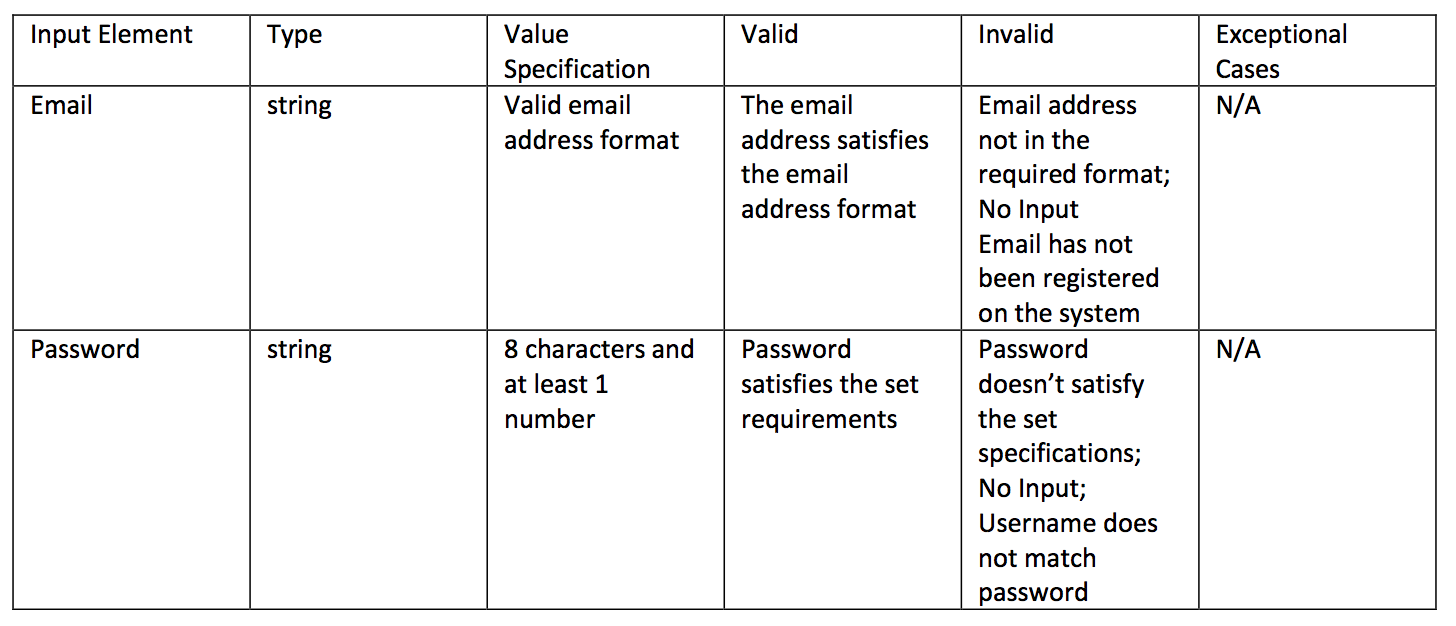 Input Element
Type
Value
Specification
Valid
Invalid
Exceptional
Cases
Email
string
Valid email
address format
The email
address satisfies
the email
address format
Email address
not in the
required format;
No Input
Email has not
been registered
on the system
N/A
Password
string
8 characters and
at least 1
number
Password
satisfies the set
requirements
Password
doesn’t satisfy
the set
specifications;
No Input;
Username does
not match
password
N/A